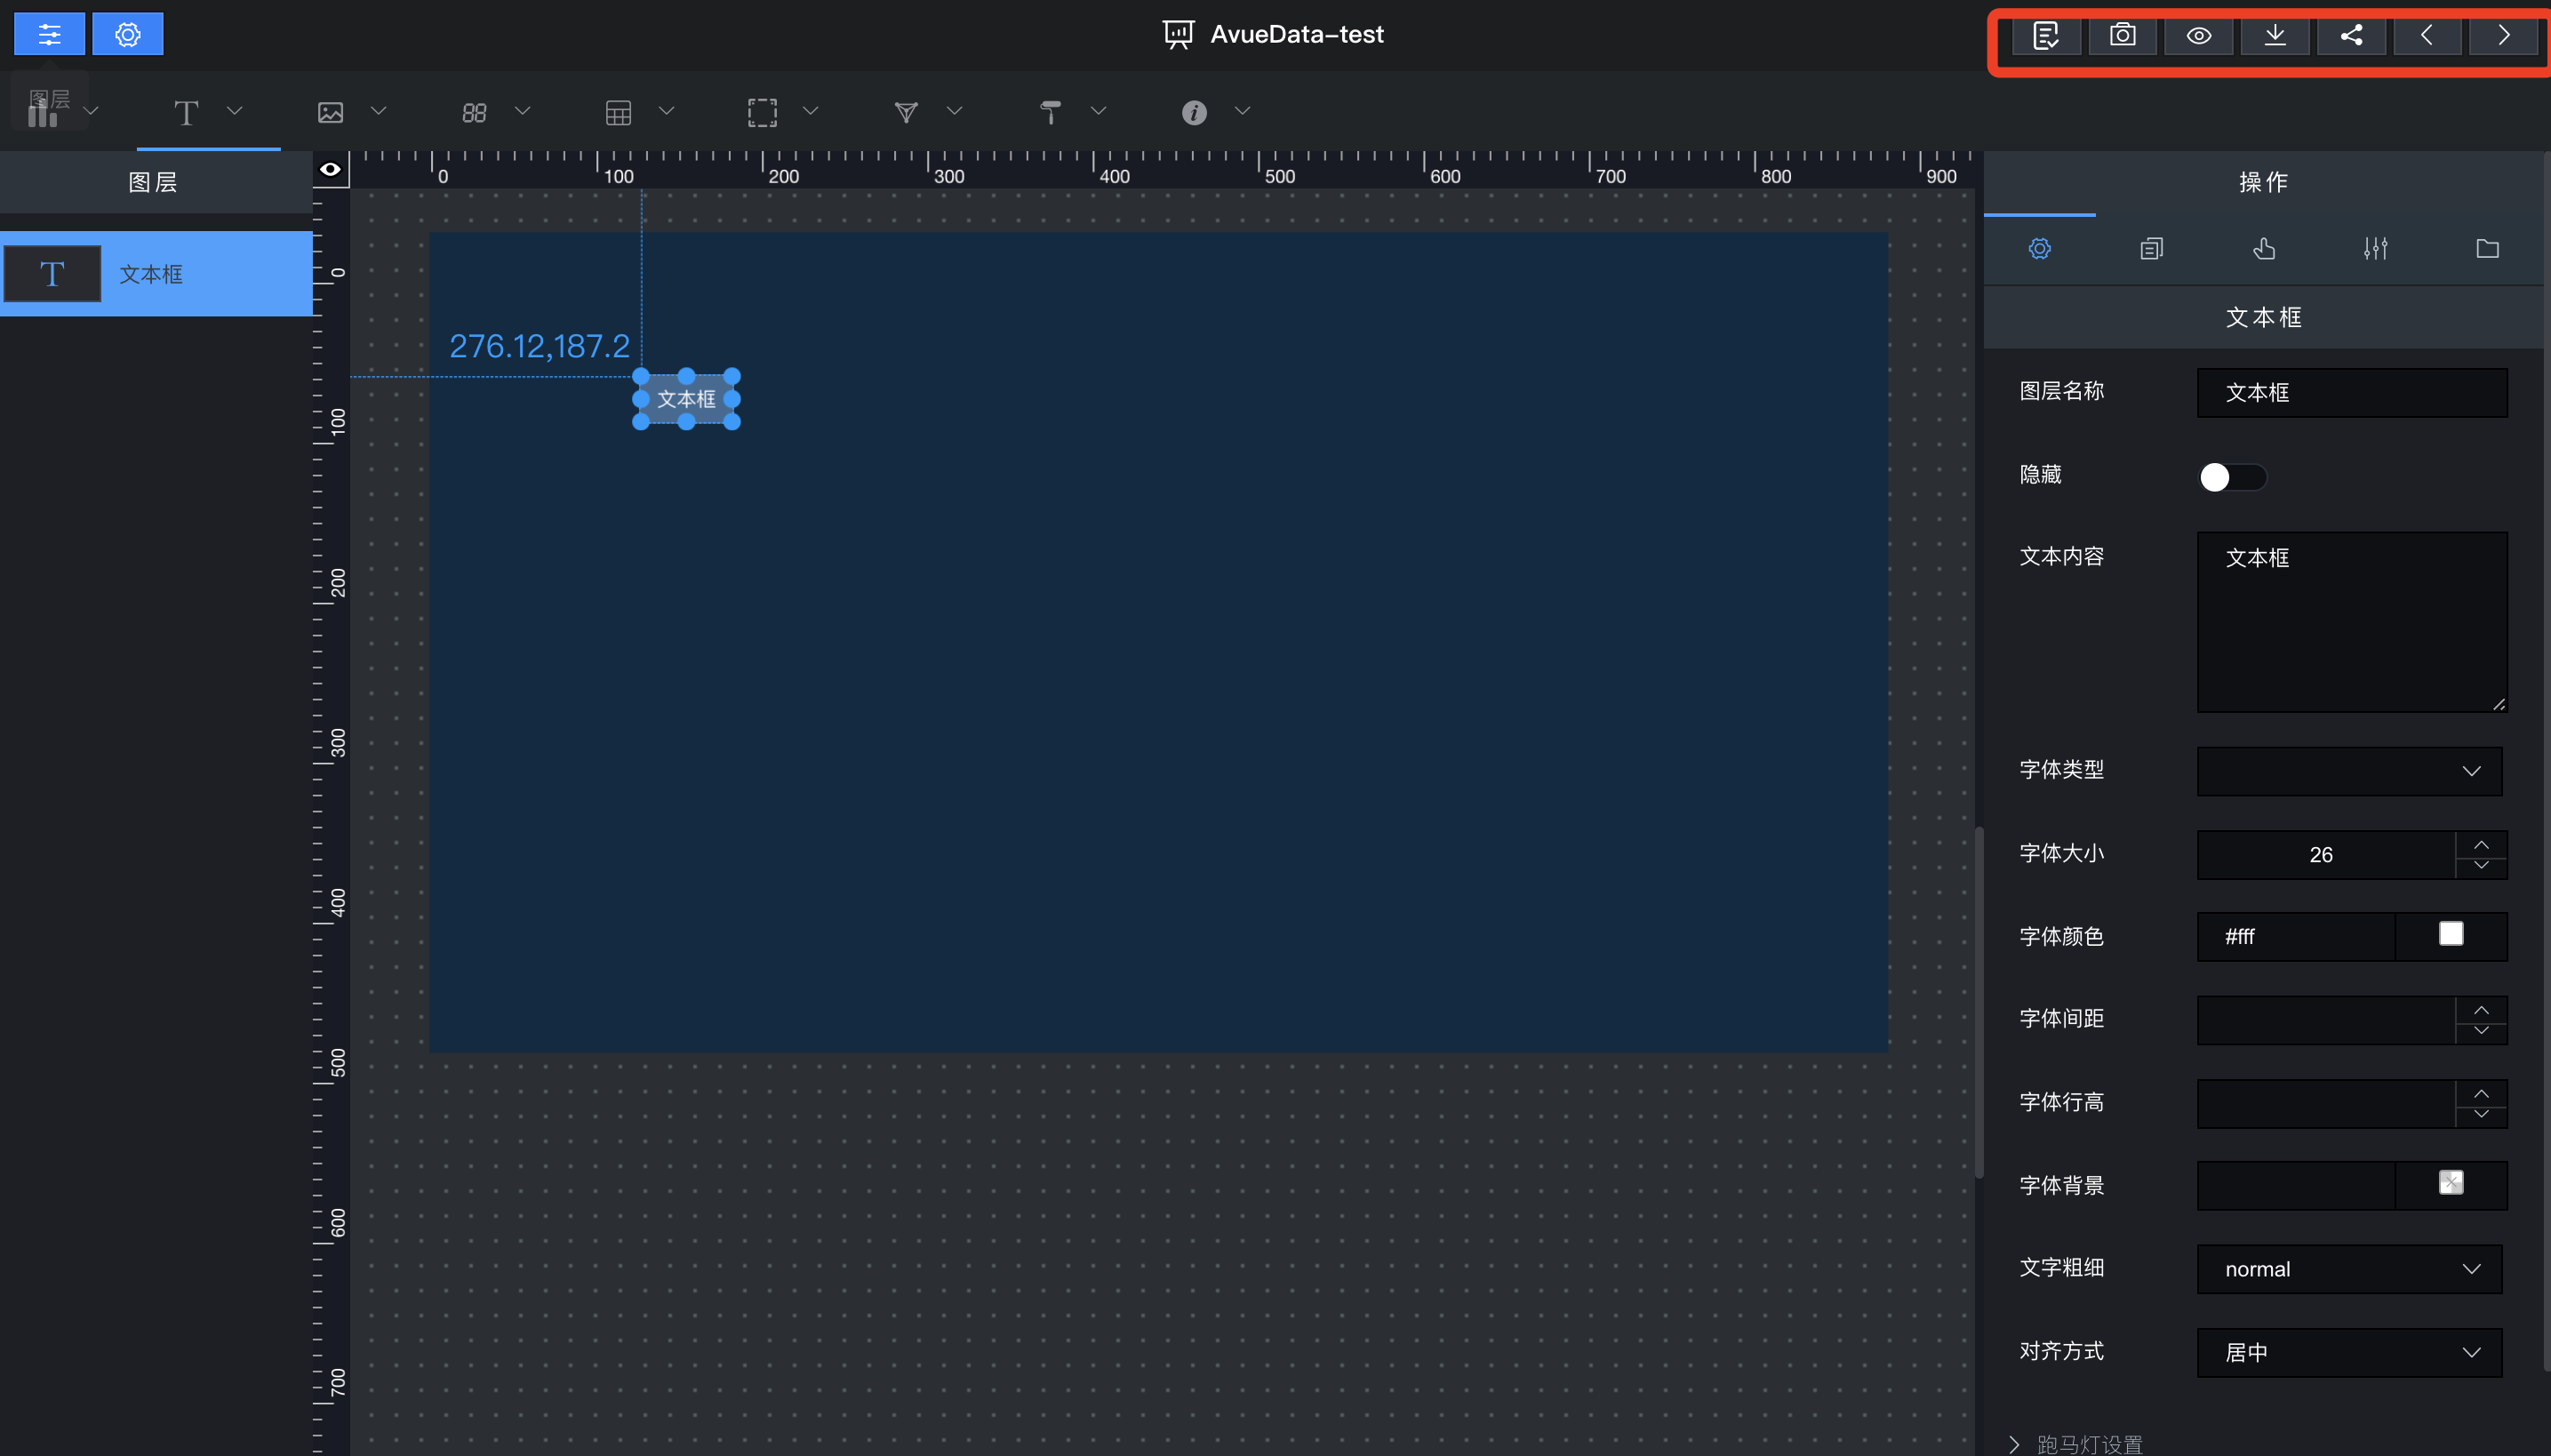 AvueData-test
图层
图层
文本框
0
100
200
300
400
500
600
700
800
900
0
100
200
300
400
500
600
700
276.12,187.2
文本框
操作
文本框
图层名称
文本框
隐藏
文本内容
文本框
字体类型
字体大小
26
字体颜色
#fff
字体间距
字体行高
字体背景
文字粗细
normal
对齐方式
居中
跑马灯设置